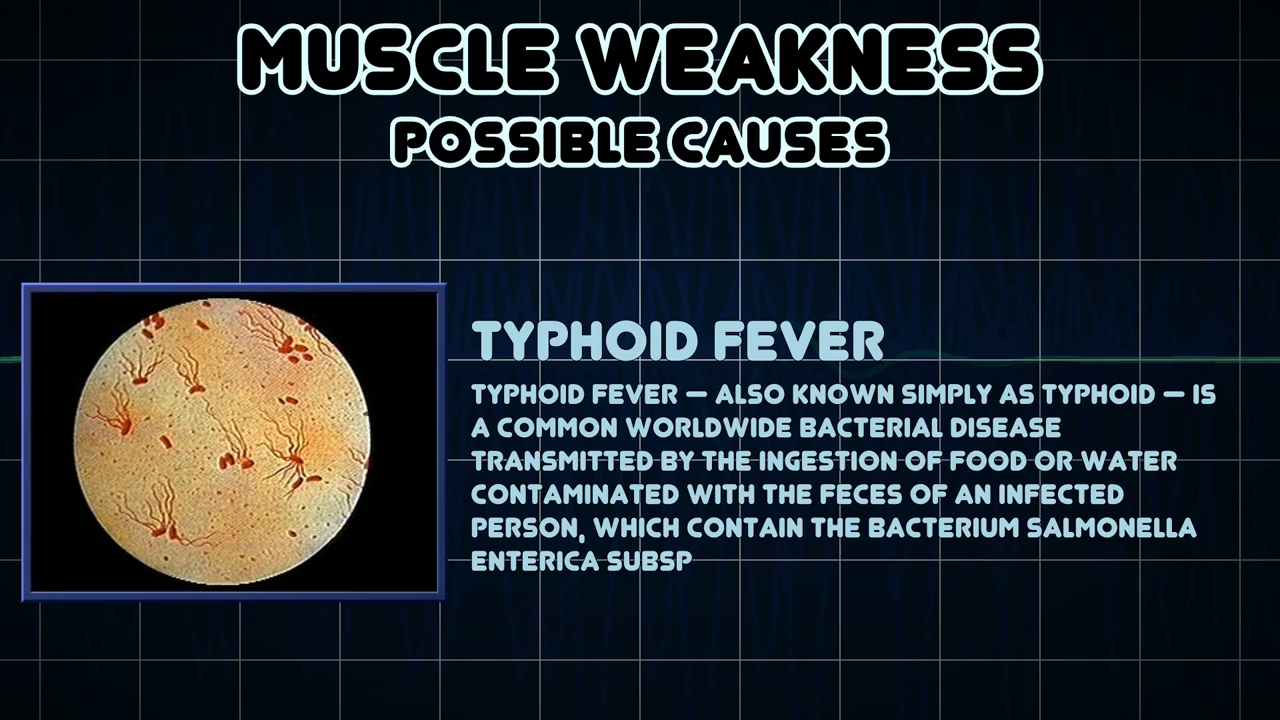 MUSCLE WEAKNESS
POSSIBLE CAUSES
TYPHOID FEVER
TYPHOID FEVER — ALSO KNOWN SIMPLY AS TYPHOID — IS
A COMMON WORLDWIDE BACTERIAL DISEASE
TRANSMITTED BY THE INGESTION OF FOOD OR WATER
CONTAMINATED WITH THE FECES OF AN INFECTED
PERSON, WHICH CONTAIN THE BACTERIUM SALMONELLA
ENTERICA SUBSP